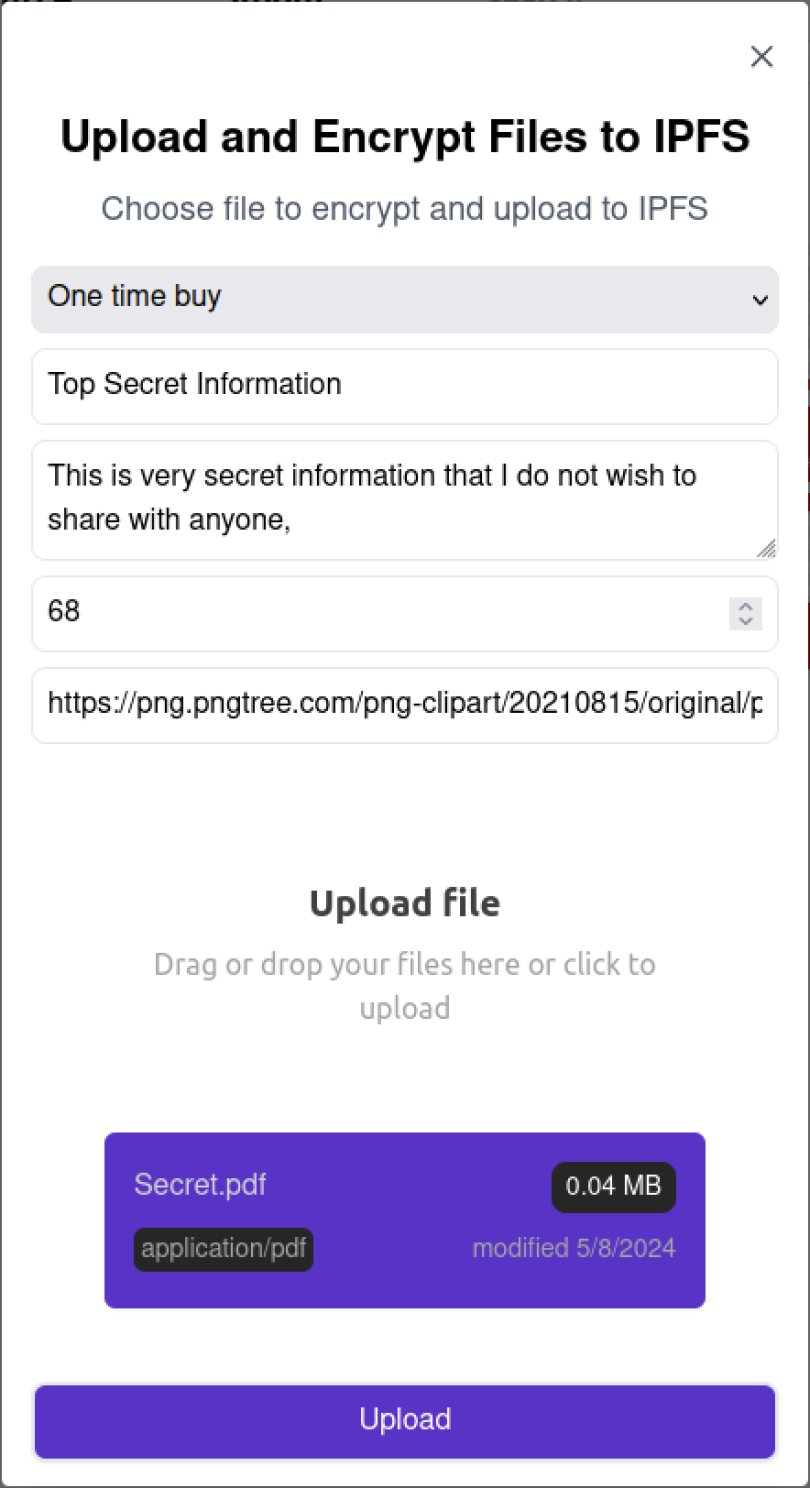 Upload and Encrypt Files to IPFS
Choose file to encrypt and upload to IPFS
One time buy
Top Secret Information
This is very secret information that I do not wish to
share with anyone,
68
https://png.pngtree.com/png-clipart/20210815/original/p
Upload file
Drag or drop your files here or click to
upload
Secret.pdf
0.04 MB
application/pdf
modified 5/8/2024
Upload